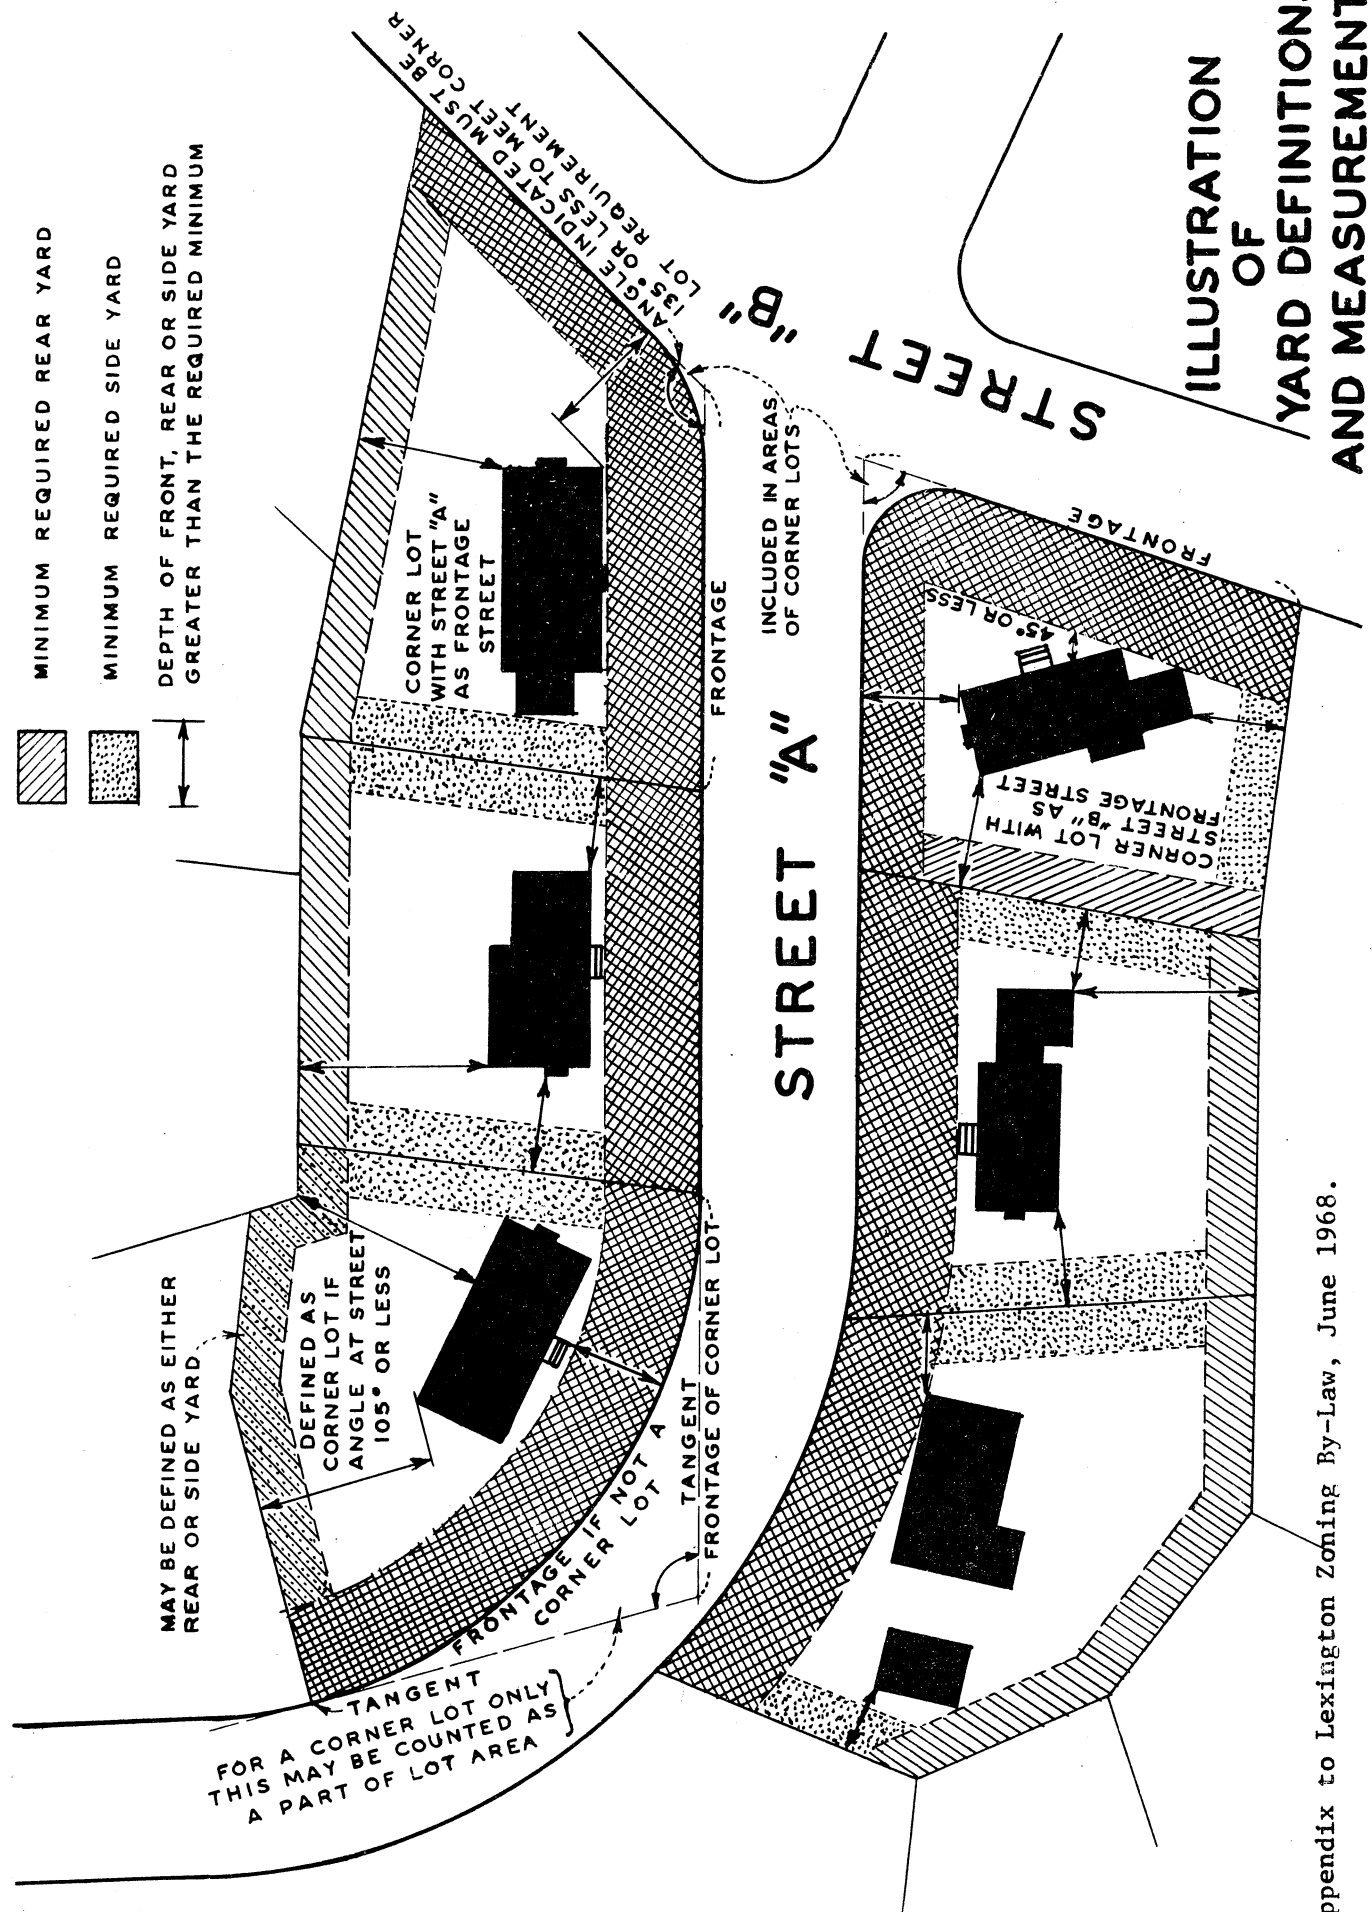 MINIMUM REQUIRED REAR YARD
MINIMUM REQUIRED SIDE YARD
DEPTH OF FRONT, REAR OR SIDE YARD
GREATER THAN THE REQUIRED MINIMUM
MAY BE DEFINED AS EITHER
REAR OR SIDE YARD
DEFINED AS
CORNER LOT IF
ANGLE AT STREET
105° OR LESS
CORNER LOT
WITH STREET "A"
AS FRONTAGE
STREET
ANGLE INDICATED MUST BE
135° OR LESS TO MEET CORNER
LOT REQUIREMENT
FRONTAGE IF NOT A
CORNER LOT
TANGENT
FRONTAGE OF CORNER LOT
FRONTAGE
TANGENT
FOR A CORNER LOT ONLY
THIS MAY BE COUNTED AS
A PART OF LOT AREA
INCLUDED IN AREAS
OF CORNER LOTS
STREET "A"
STREET "B"
45° OR LESS
FRONTAGE
CORNER LOT WITH
STREET "B" AS
FRONTAGE STREET
ILLUSTRATION
OF
YARD DEFINITIONS
AND MEASUREMENT
ppendix to Lexington Zoning By-Law, June 1968.